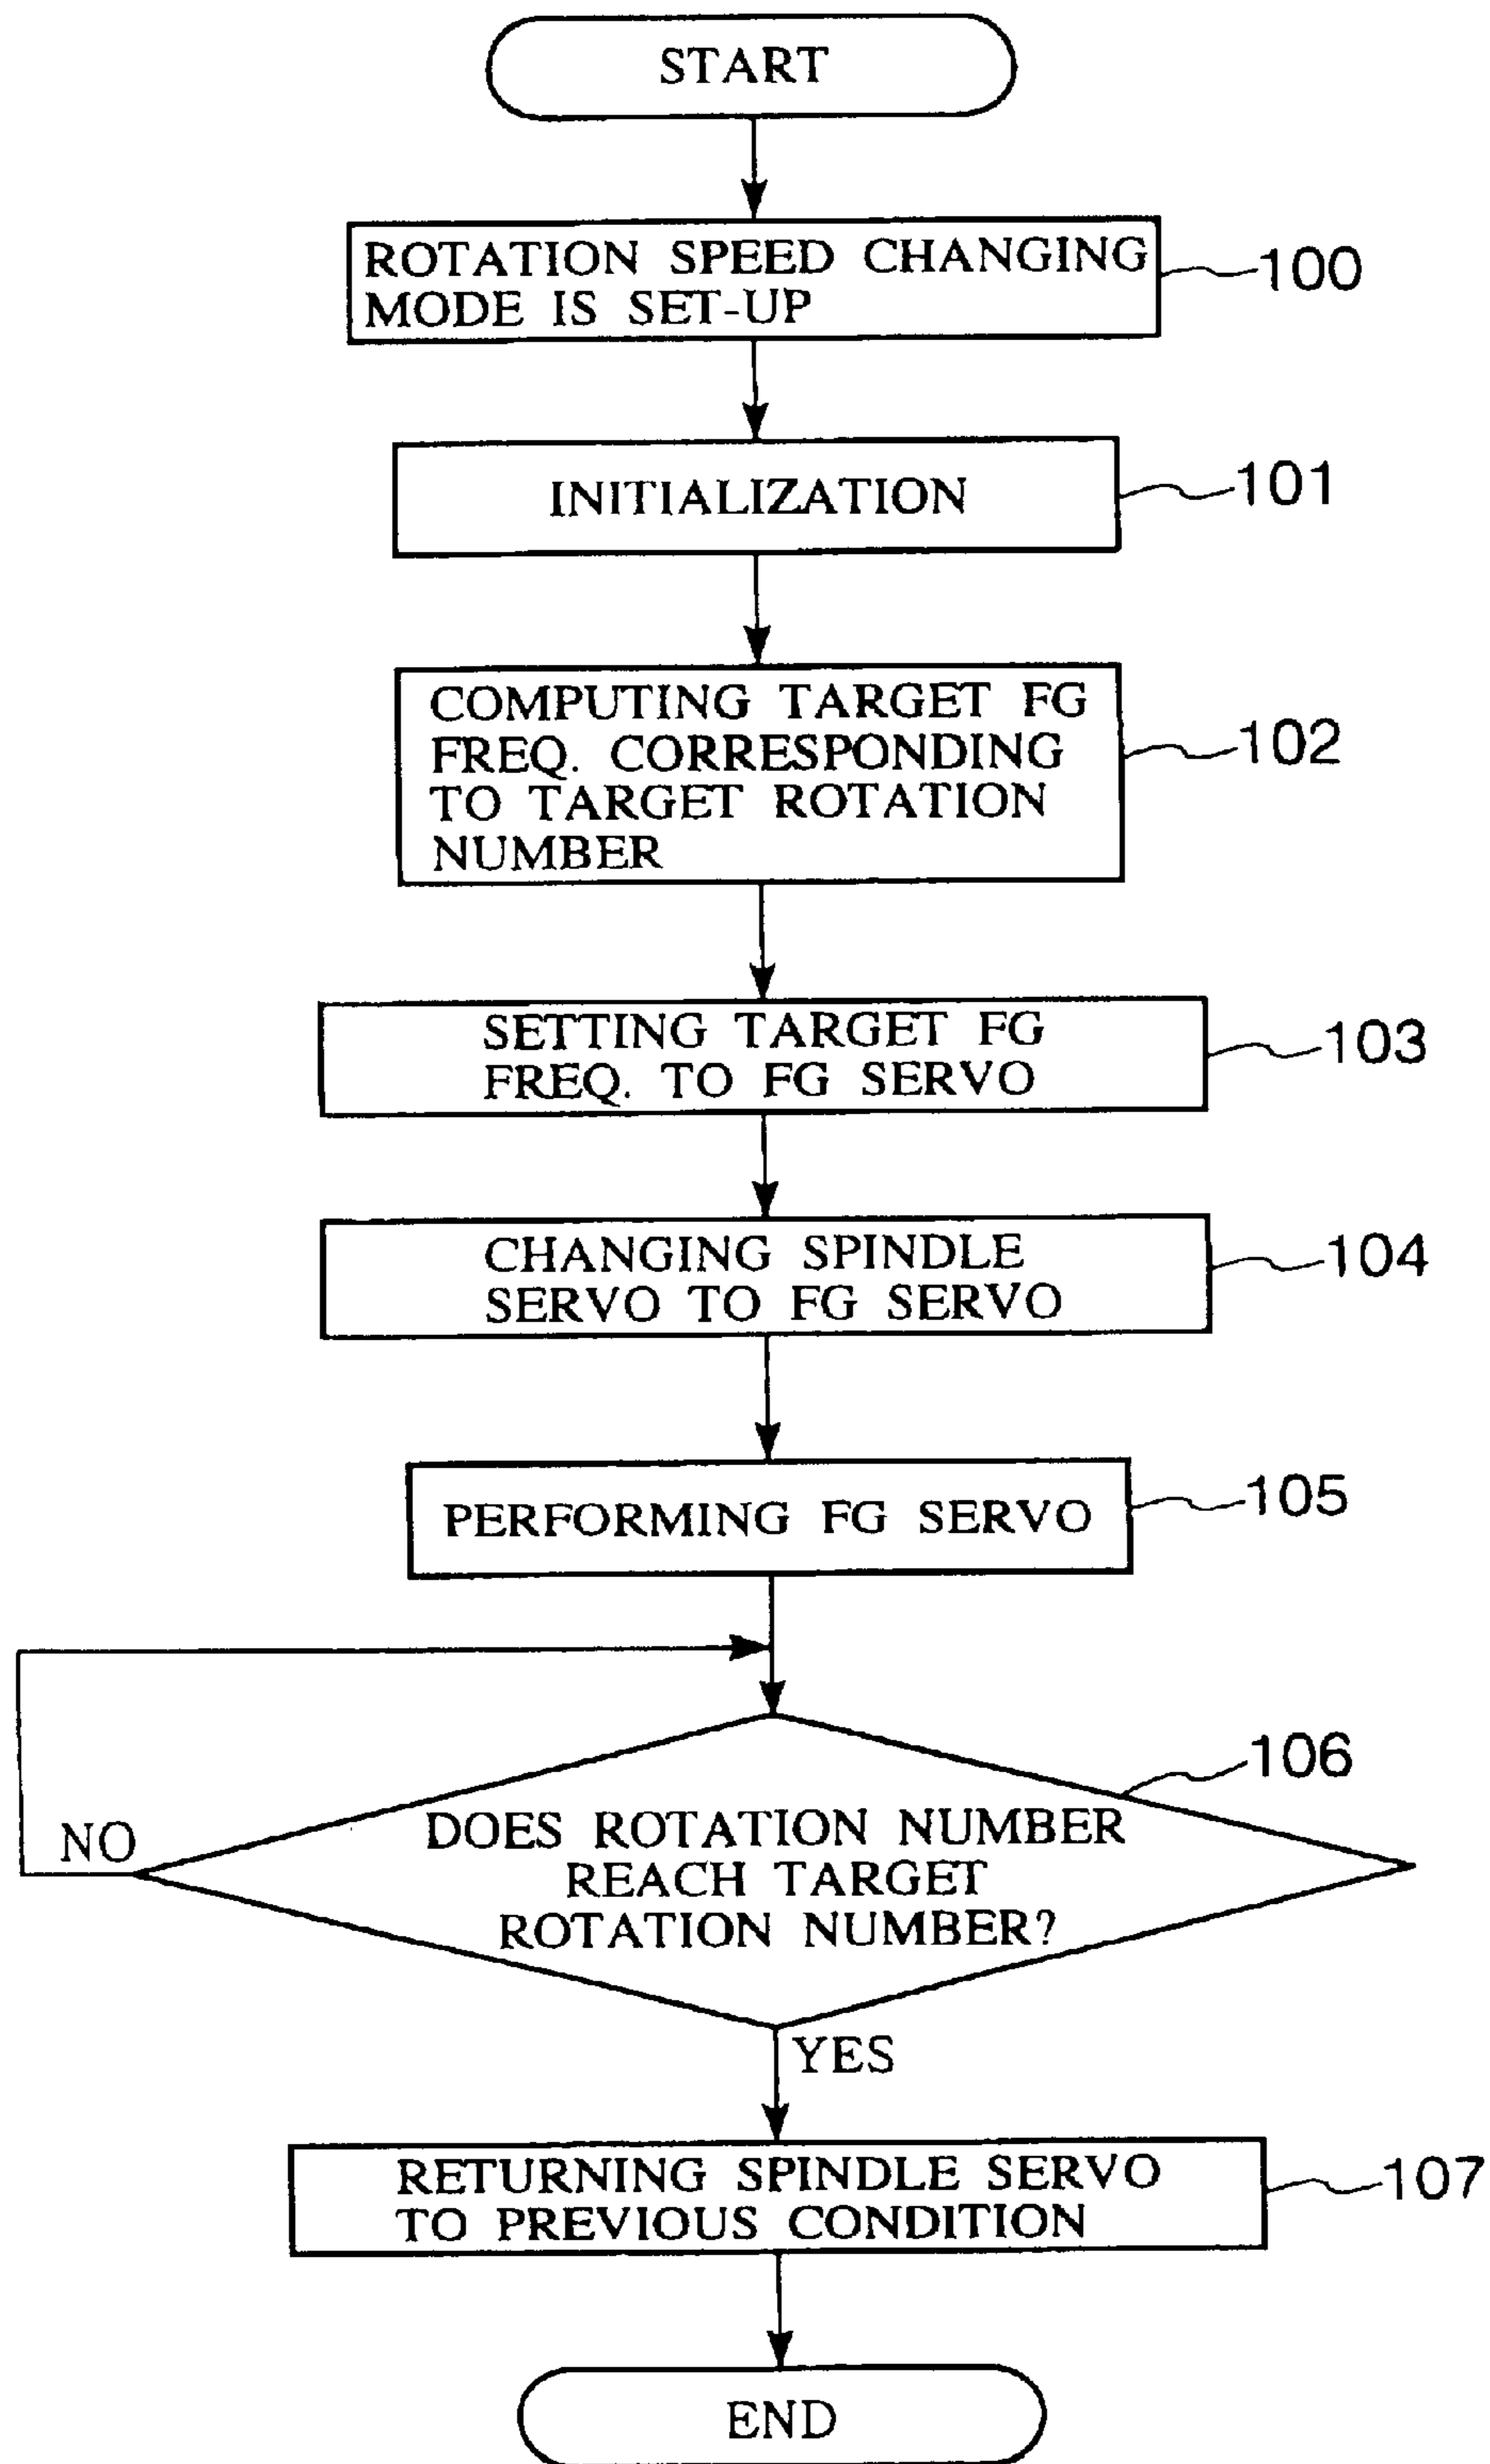 START
ROTATION SPEED CHANGING
MODE IS SET-UP
100
INITIALIZATION
101
COMPUTING TARGET FG
FREQ. CORRESPONDING
TO TARGET ROTATION
NUMBER
102
SETTING TARGET FG
FREQ. TO FG SERVO
103
CHANGING SPINDLE
SERVO TO FG SERVO
104
PERFORMING FG SERVO
105
106
NO
DOES ROTATION NUMBER
REACH TARGET
ROTATION NUMBER?
YES
RETURNING SPINDLE SERVO
TO PREVIOUS CONDITION
107
END